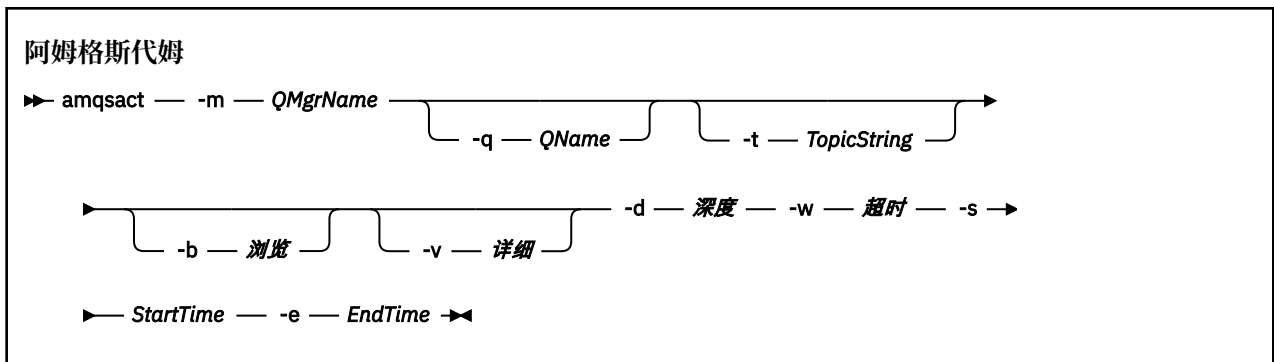 阿姆格斯代姆
amqsact -m QMgrName
-q QName -t TopicString
-d 深度 -w 超时 -s
-b 浏览 -v 详细
StartTime -e EndTime